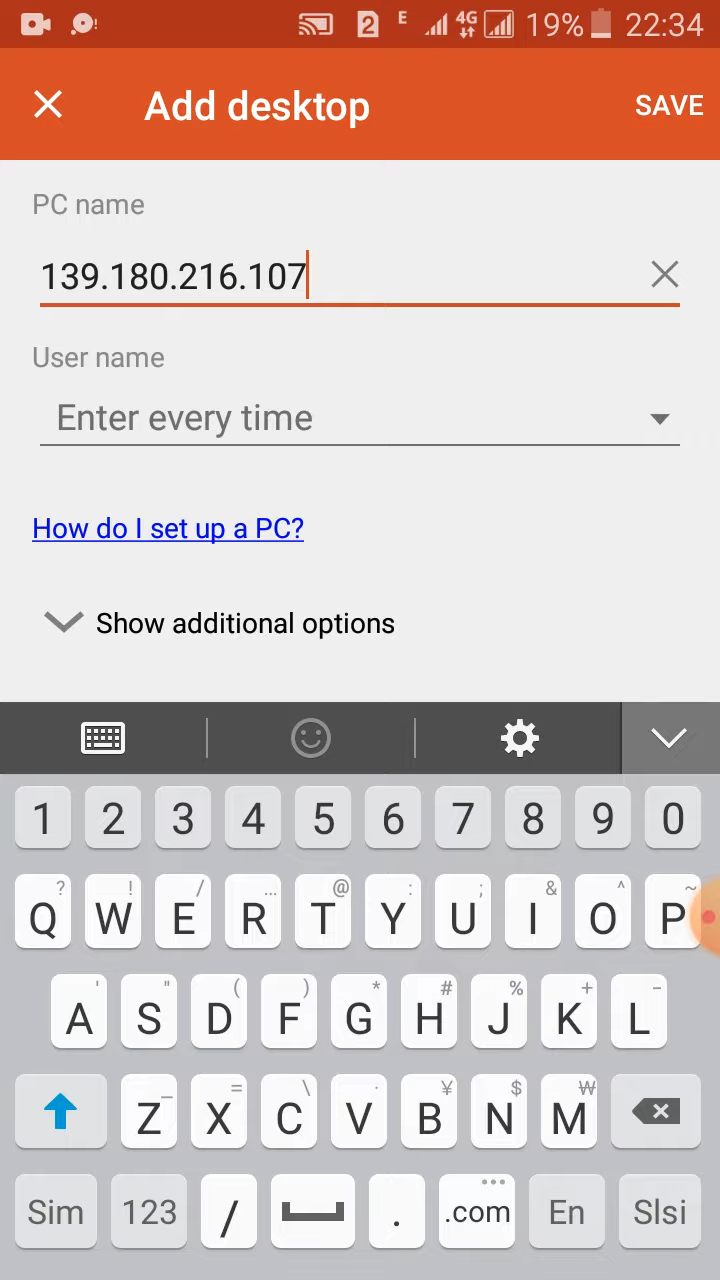 2 E 4G 19% 22:34
Add desktop SAVE
PC name
139.180.216.107
User name
Enter every time
How do I set up a PC?
Show additional options
1 2 3 4 5 6 7 8 9 0
? ! / ... @ : ; & ^ ~
Q W E R T Y U I O P
' " ( ) * # % + -
A S D F G H J K L
_ = \ · ¥ $ ₩
Z X C V B N M
Sim 123 / . .com En Slsi